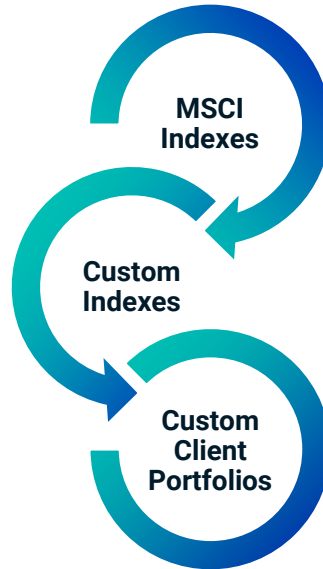 MSCI
Indexes
Custom
Indexes
Custom
Client
Portfolios